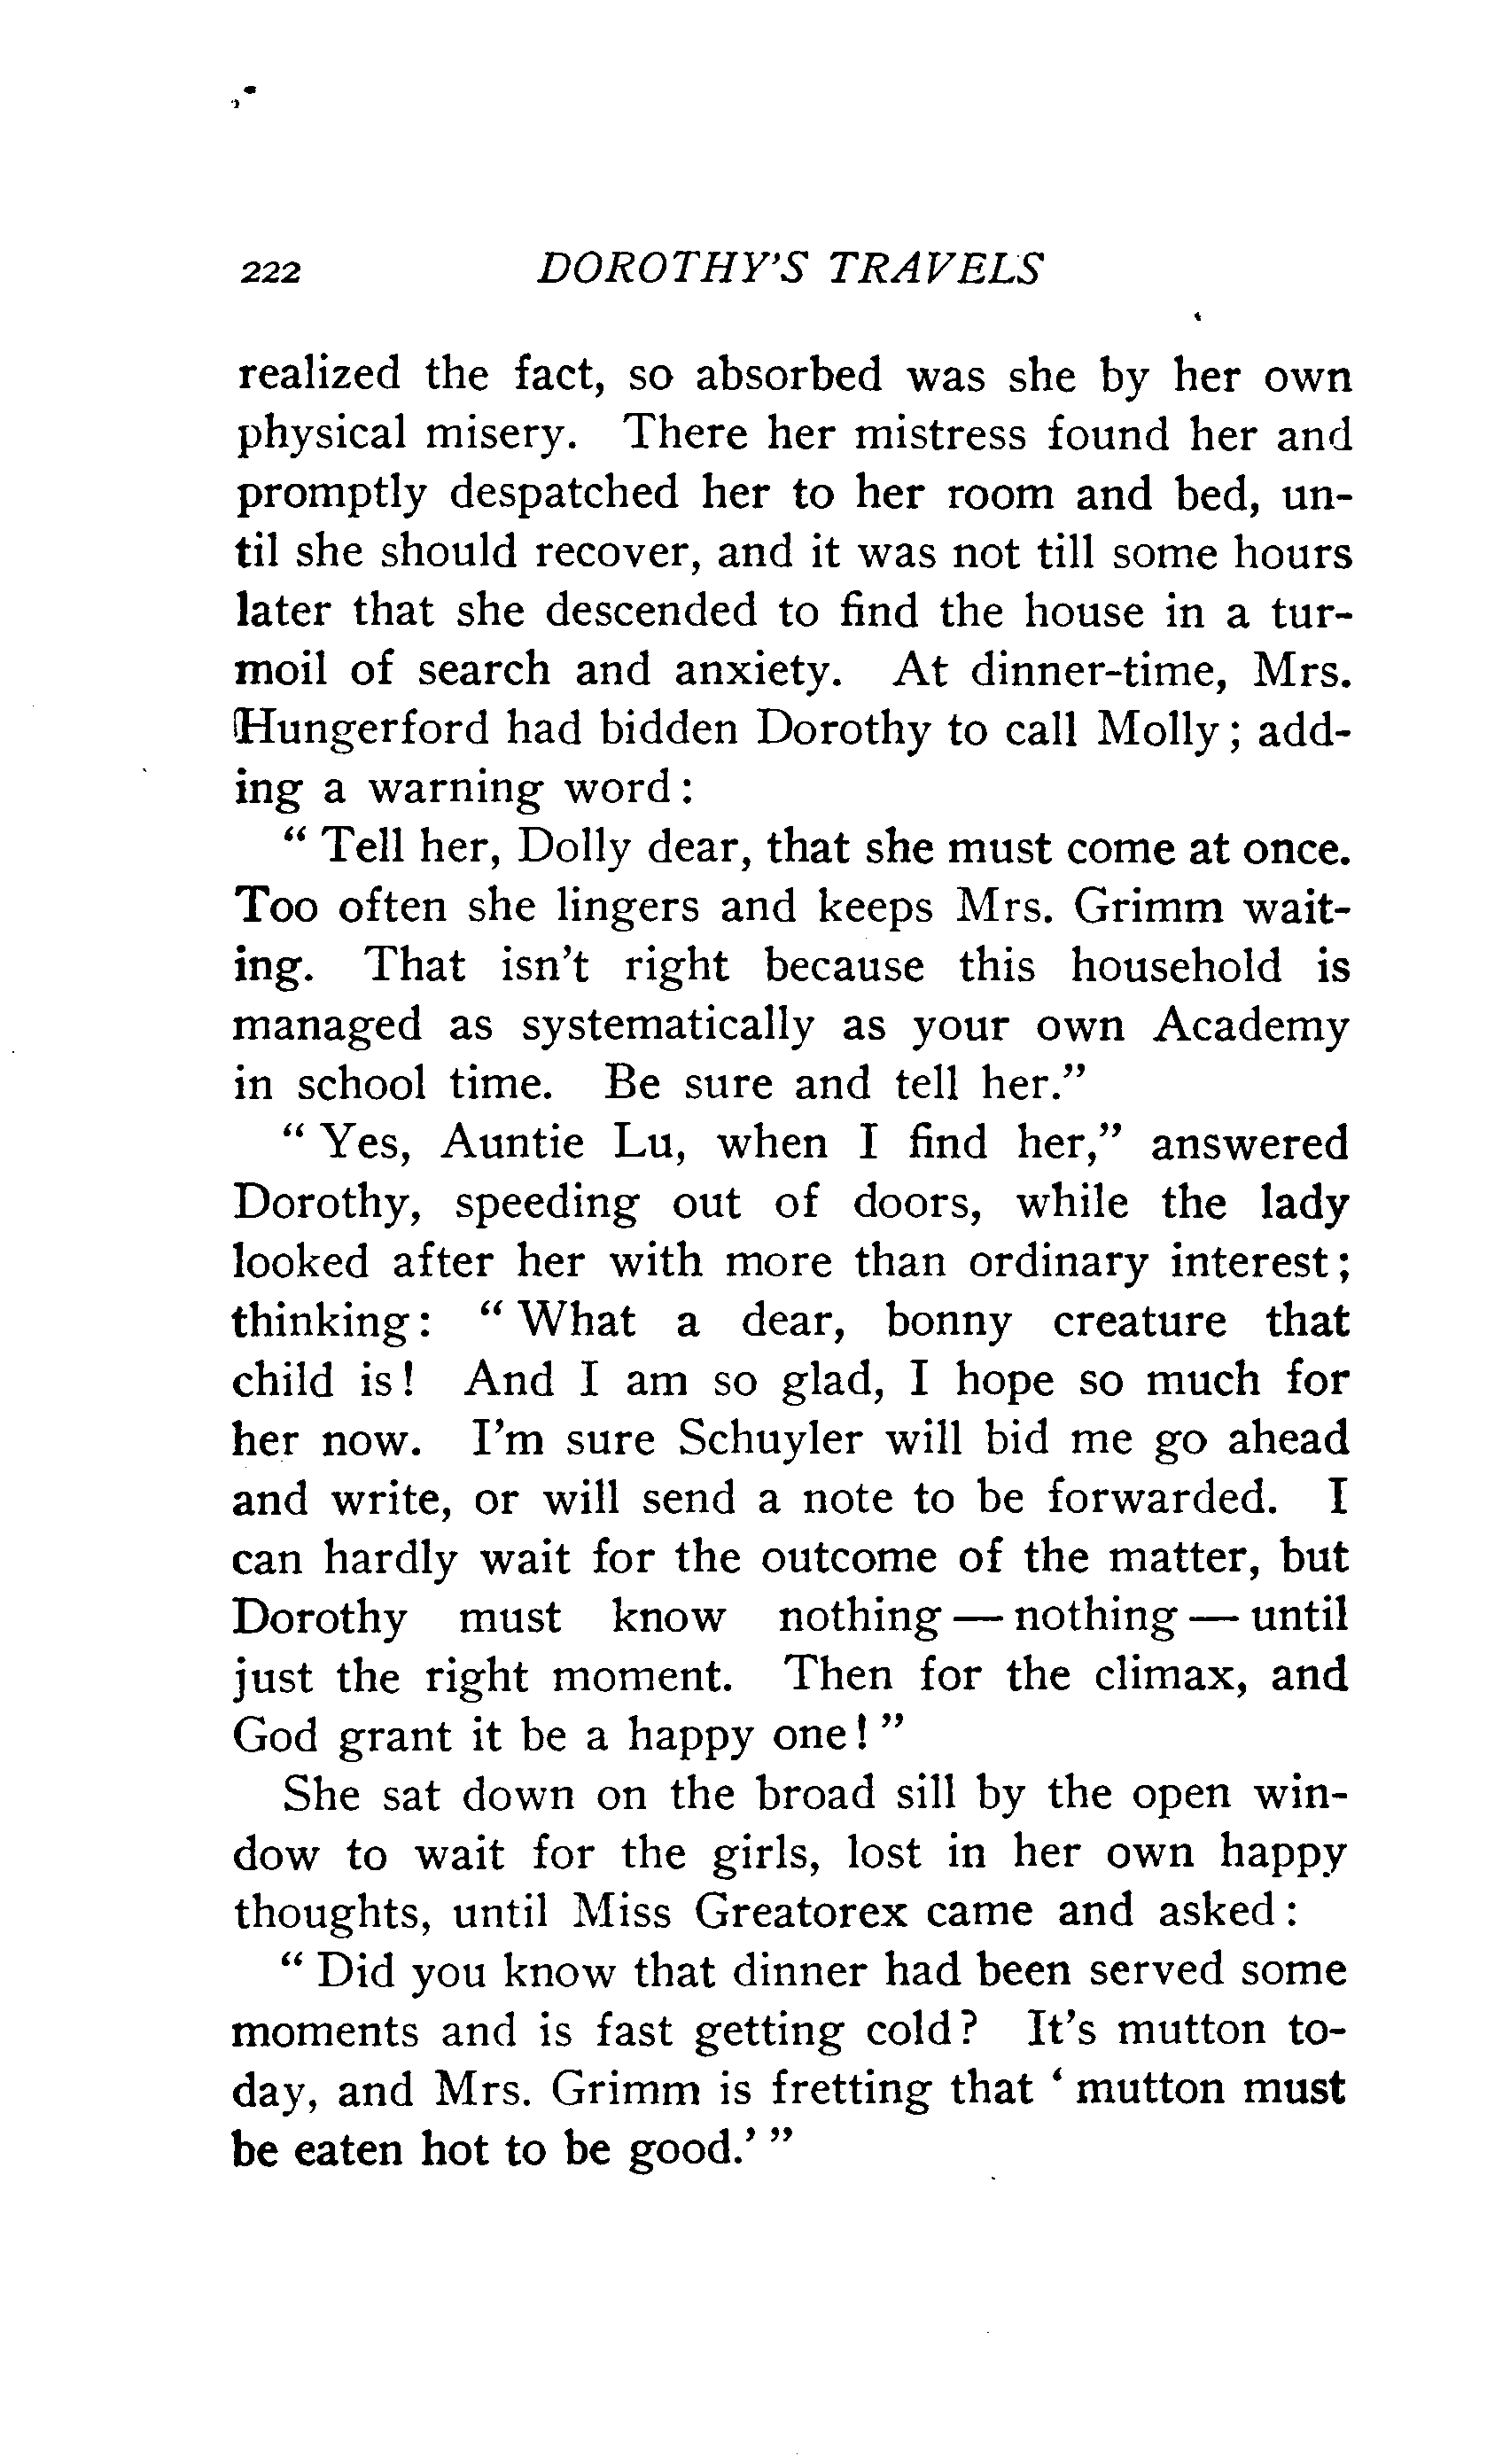 222 DOROTHY'S TRAVELS
realized the fact, so absorbed was she by her own
physical misery. There her mistress found her and
promptly despatched her to her room and bed, un-
til she should recover, and it was not till some hours
later that she descended to find the house in a tur-
moil of search and anxiety. At dinner-time, Mrs.
Hungerford had bidden Dorothy to call Molly; add-
ing a warning word:
" Tell her, Dolly dear, that she must come at once.
Too often she lingers and keeps Mrs. Grimm wait-
ing. That isn't right because this household is
managed as systematically as your own Academy
in school time. Be sure and tell her."
" Yes, Auntie Lu, when I find her," answered
Dorothy, speeding out of doors, while the lady
looked after her with more than ordinary interest;
thinking: " What a dear, bonny creature that
child is! And I am so glad, I hope so much for
her now. I'm sure Schuyler will bid me go ahead
and write, or will send a note to be forwarded. I
can hardly wait for the outcome of the matter, but
Dorothy must know nothing — nothing — until
just the right moment. Then for the climax, and
God grant it be a happy one! "
She sat down on the broad sill by the open win-
dow to wait for the girls, lost in her own happy
thoughts, until Miss Greatorex came and asked:
" Did you know that dinner had been served some
moments and is fast getting cold? It's mutton to-
day, and Mrs. Grimm is fretting that ' mutton must
be eaten hot to be good.' "